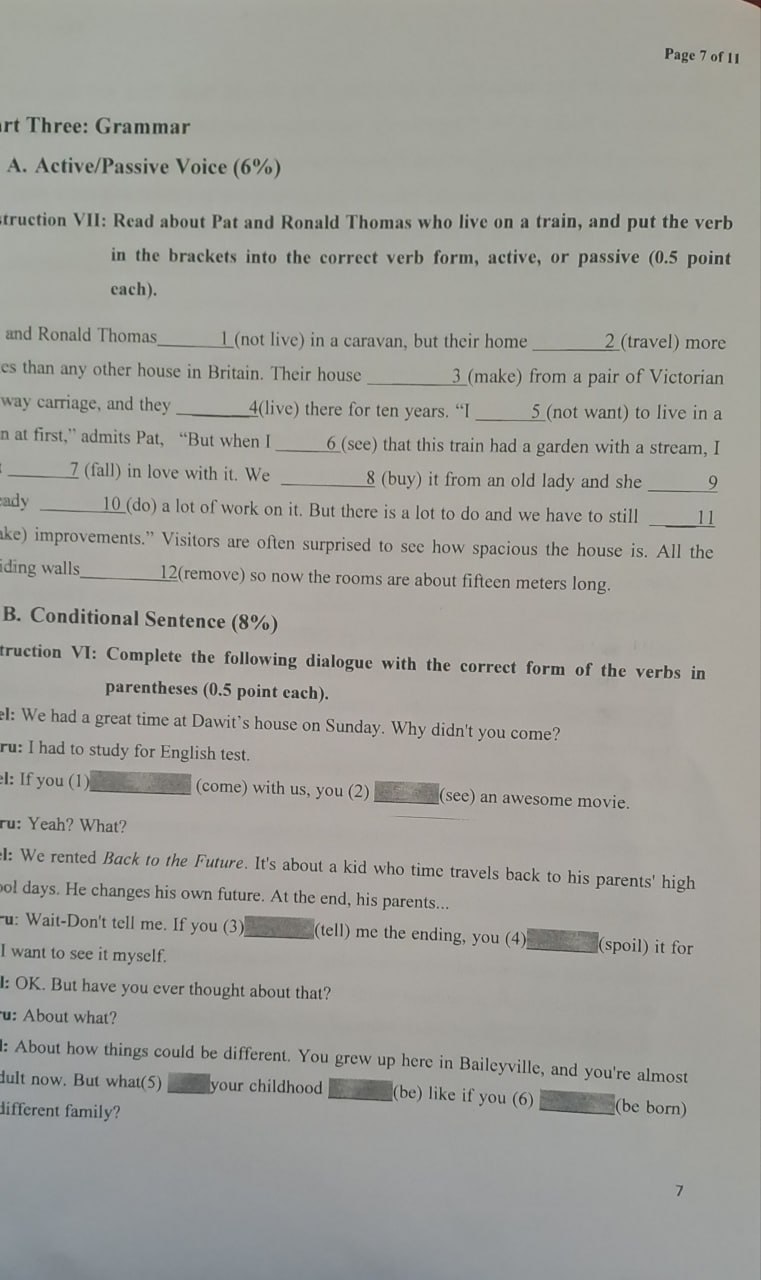 Page 7 of 11
rt Three: Grammar
A. Active/Passive Voice (6%)
struction VII: Read about Pat and Ronald Thomas who live on a train, and put the verb
in the brackets into the correct verb form, active, or passive (0.5 point
each).
and Ronald Thomas______1_(not live) in a caravan, but their home ________2_(travel) more
es than any other house in Britain. Their house _________3_(make) from a pair of Victorian
way carriage, and they ________4(live) there for ten years. “I ______5_(not want) to live in a
n at first,” admits Pat, “But when I______6_(see) that this train had a garden with a stream, I
_______7_(fall) in love with it. We _________8_(buy) it from an old lady and she _______9
eady ________10_(do) a lot of work on it. But there is a lot to do and we have to still ______11
ake) improvements.” Visitors are often surprised to see how spacious the house is. All the
iding walls_________12(remove) so now the rooms are about fifteen meters long.
B. Conditional Sentence (8%)
truction VI: Complete the following dialogue with the correct form of the verbs in
parentheses (0.5 point each).
el: We had a great time at Dawit's house on Sunday. Why didn't you come?
ru: I had to study for English test.
el: If you (1) (come) with us, you (2) (see) an awesome movie.
ru: Yeah? What?
el: We rented Back to the Future. It's about a kid who time travels back to his parents' high
ool days. He changes his own future. At the end, his parents...
ru: Wait-Don't tell me. If you (3) (tell) me the ending, you (4) (spoil) it for
I want to see it myself.
l: OK. But have you ever thought about that?
ru: About what?
l: About how things could be different. You grew up here in Baileyville, and you're almost
dult now. But what(5) your childhood (be) like if you (6) (be born)
different family?
7